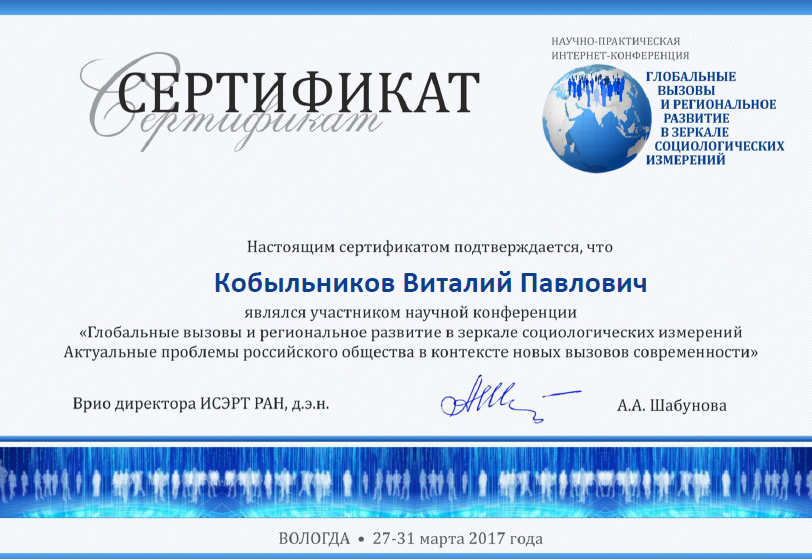 СЕРТИФИКАТ
Сертификат
НАУЧНО-ПРАКТИЧЕСКАЯ
ИНТЕРНЕТ-КОНФЕРЕНЦИЯ
ГЛОБАЛЬНЫЕ
ВЫЗОВЫ
И РЕГИОНАЛЬНОЕ
РАЗВИТИЕ
В ЗЕРКАЛЕ
СОЦИОЛОГИЧЕСКИХ
ИЗМЕРЕНИЙ
Настоящим сертификатом подтверждается, что
Кобыльников Виталий Павлович
являлся участником научной конференции
«Глобальные вызовы и региональное развитие в зеркале социологических измерений
Актуальные проблемы российского общества в контексте новых вызовов современности»
Врио директора ИСЭРТ РАН, д.э.н.
А.А. Шабунова
ВОЛОГДА • 27-31 марта 2017 года